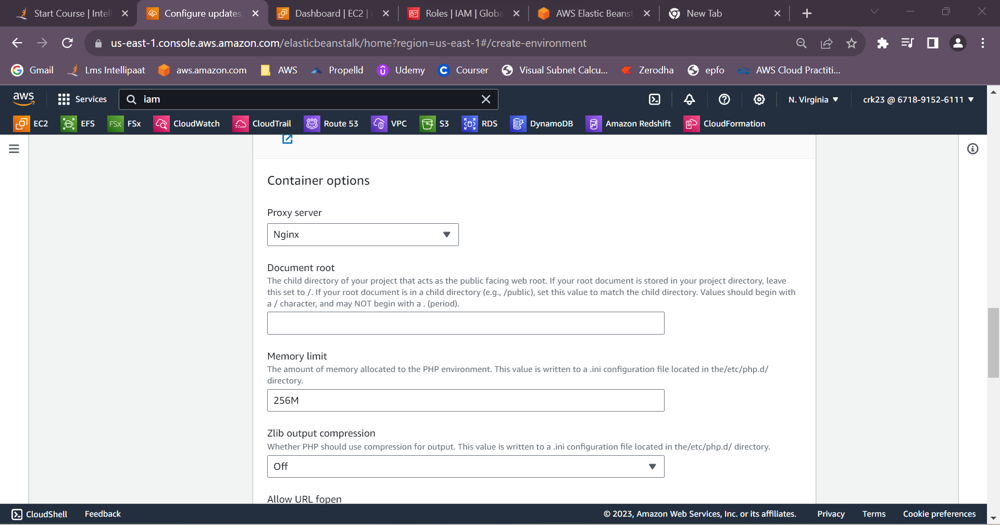 Start Course | Intel
Configure updates,
Dashboard | EC2 |
Roles | IAM | Globa
AWS Elastic Beanst
New Tab
us-east-1.console.aws.amazon.com/elasticbeanstalk/home?region=us-east-1#/create-environment
Gmail
Lms Intellipaat
aws.amazon.com
AWS
Propelld
Udemy
Courser
Visual Subnet Calcu...
Zerodha
epfo
AWS Cloud Practiti...
aws
Services
iam
N. Virginia
crk23 @ 6718-9152-6111
EC2
EFS
FSx
FSx
CloudWatch
CloudTrail
53
Route 53
VPC
S3
RDS
DynamoDB
Amazon Redshift
CloudFormation
Container options
Proxy server
Nginx
Document root
The child directory of your project that acts as the public facing web root. If your root document is stored in your project directory, leave
this set to /. If your root document is in a child directory (e.g., /public), set this value to match the child directory. Values should begin with
a / character, and may NOT begin with a . (period).
Memory limit
The amount of memory allocated to the PHP environment. This value is written to a .ini configuration file located in the/etc/php.d/
directory.
256M
Zlib output compression
Whether PHP should use compression for output. This value is written to a .ini configuration file located in the/etc/php.d/ directory.
Off
Allow URL fopen
CloudShell
Feedback
© 2023, Amazon Web Services, Inc. or its affiliates.
Privacy
Terms
Cookie preferences